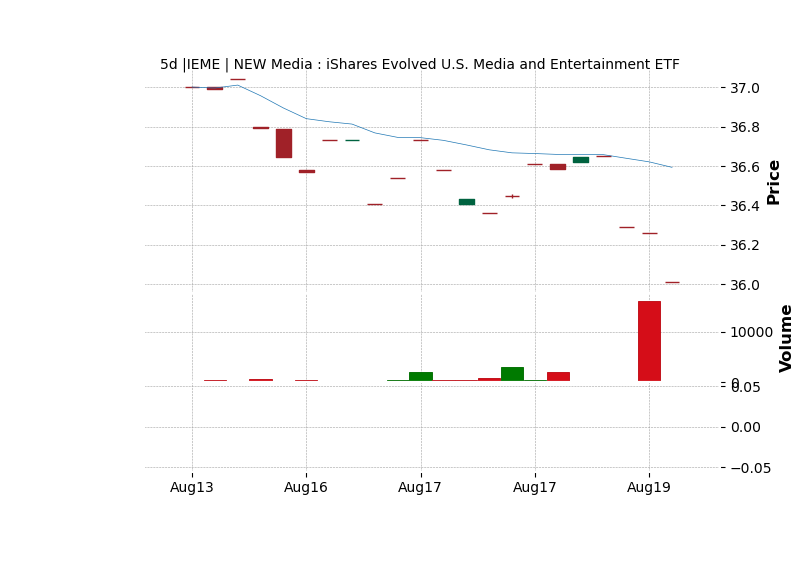 5d |IEME | NEW Media : iShares Evolved U.S. Media and Entertainment ETF
37.0
36.8
36.6
36.4
36.2
36.0
Price
10000
0
Volume
0.05
0.00
−0.05
Aug13 Aug16 Aug17 Aug17 Aug19